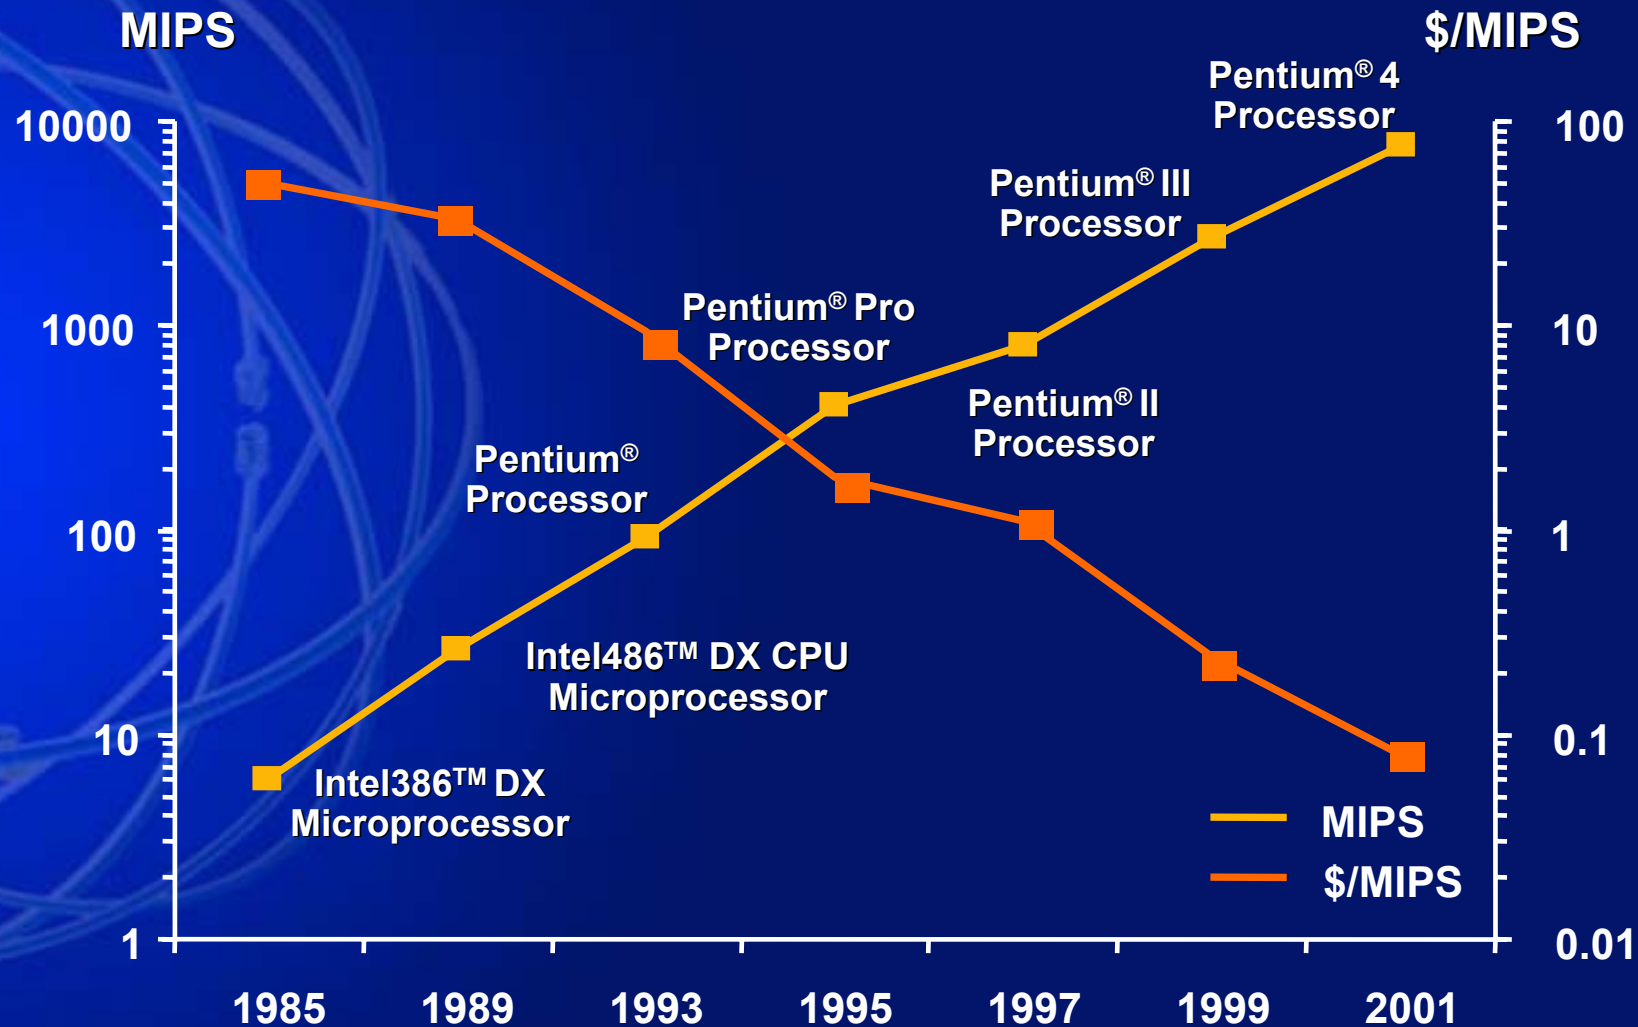 MIPS
$/MIPS
Pentium® 4
Processor
10000
100
Pentium® III
Processor
Pentium® Pro
Processor
1000
10
Pentium® II
Processor
Pentium®
Processor
100
1
Intel486™ DX CPU
Microprocessor
10
0.1
Intel386™ DX
Microprocessor
MIPS
$/MIPS
1
0.01
1985 1989 1993 1995 1997 1999 2001